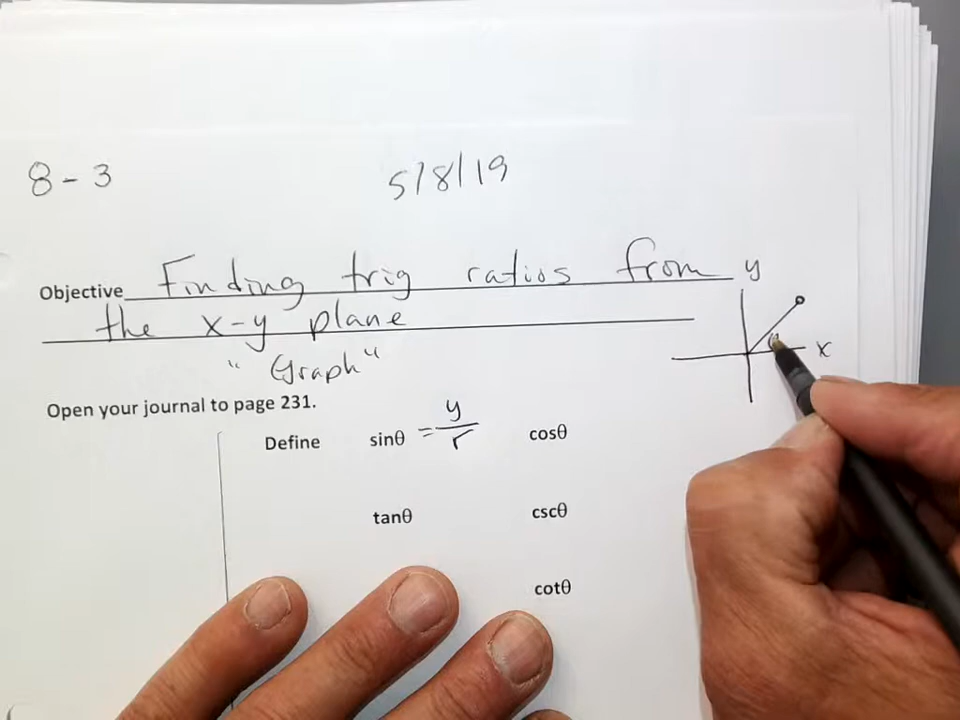 8-3 5/8/19
Objective Finding trig ratios from
the x-y plane
"Graph"
y
x
Open your journal to page 231.
Define sinθ = y/r cosθ
tanθ cscθ
cotθ